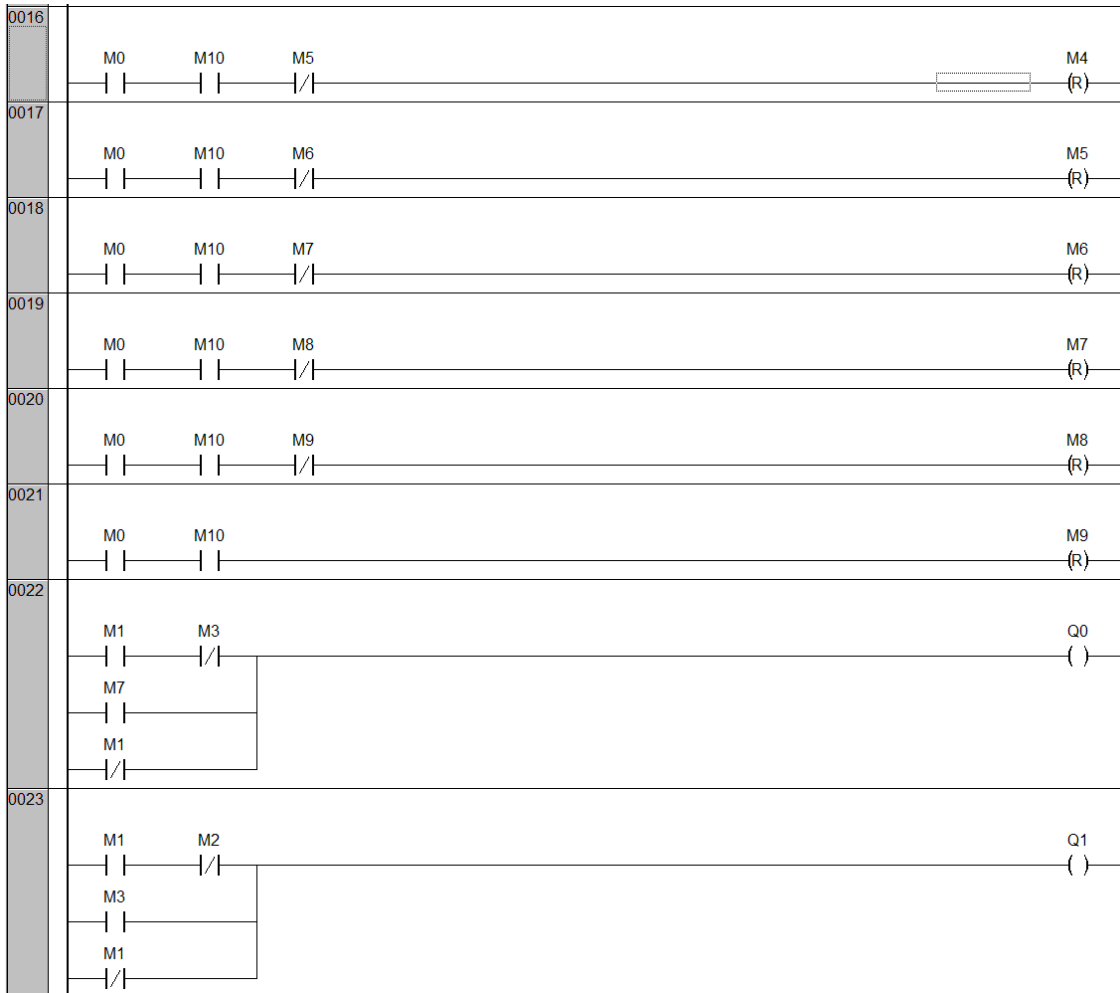 0016
M0 M10 M5 M4
(R)
0017
M0 M10 M6 M5
(R)
0018
M0 M10 M7 M6
(R)
0019
M0 M10 M8 M7
(R)
0020
M0 M10 M9 M8
(R)
0021
M0 M10 M9
(R)
0022
M1 M3 Q0
M7
M1
0023
M1 M2 Q1
M3
M1